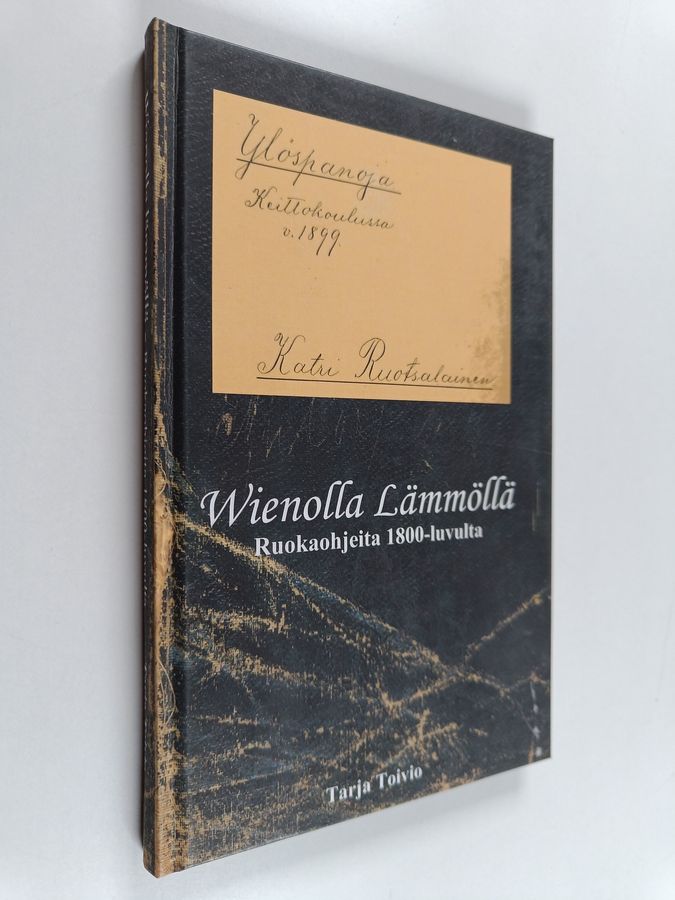 Ylöspanoja
Keittokoulussa
v. 1899.
Katri Ruotsalainen
Wienolla Lämmöllä
Ruokaohjeita 1800-luvulta
Tarja Toivio